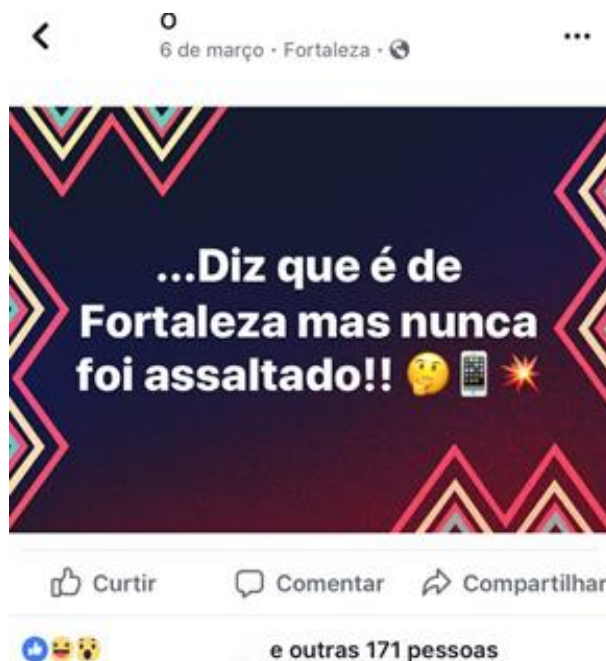 O
6 de março · Fortaleza ·
...Diz que é de
Fortaleza mas nunca
foi assaltado!! 🤔📱💥
Curtir Comentar Compartilhar
e outras 171 pessoas